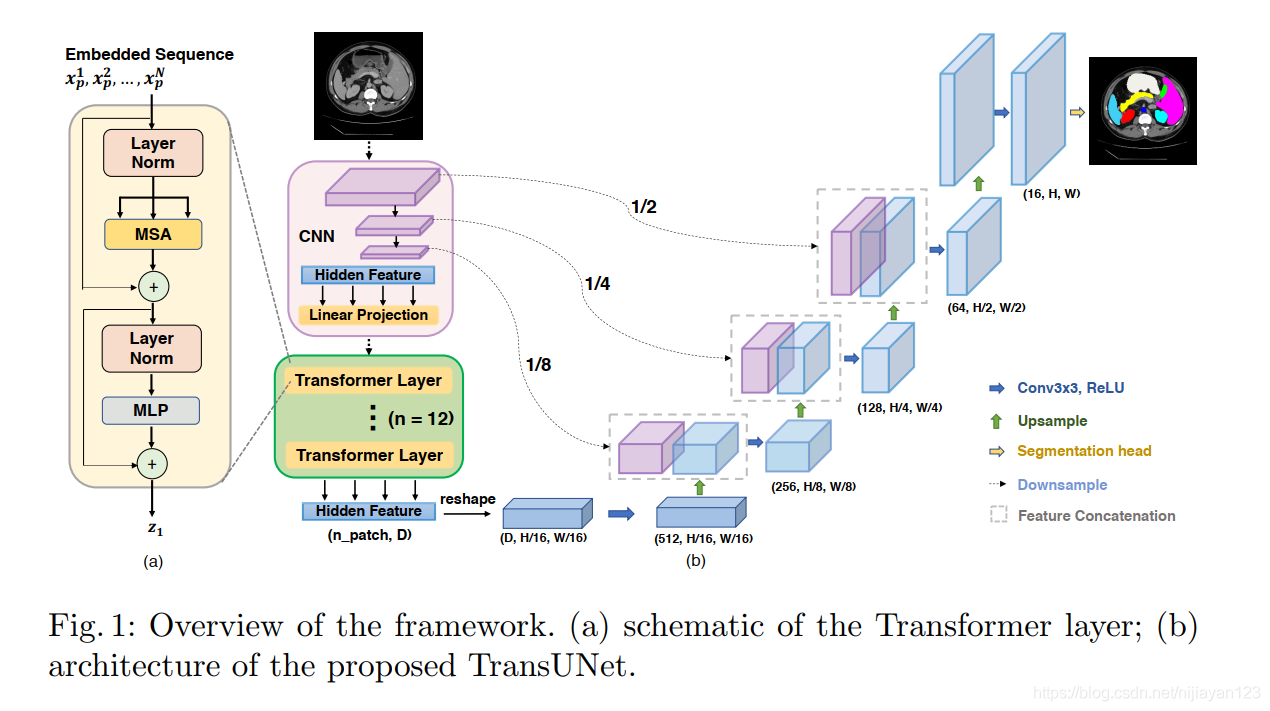 Embedded Sequence
x_p^1, x_p^2, ..., x_p^N
Layer
Norm
MSA
+
Layer
Norm
MLP
+
z_1
(a)
CNN
Hidden Feature
Linear Projection
Transformer Layer
⋮ (n = 12)
Transformer Layer
Hidden Feature
(n_patch, D)
reshape
(D, H/16, W/16)
(512, H/16, W/16)
(b)
1/2
1/4
1/8
(256, H/8, W/8)
(128, H/4, W/4)
(64, H/2, W/2)
(16, H, W)
Conv3x3, ReLU
Upsample
Segmentation head
Downsample
Feature Concatenation
Fig. 1: Overview of the framework. (a) schematic of the Transformer layer; (b)
architecture of the proposed TransUNet.
https://blog.csdn.net/nijiayan123